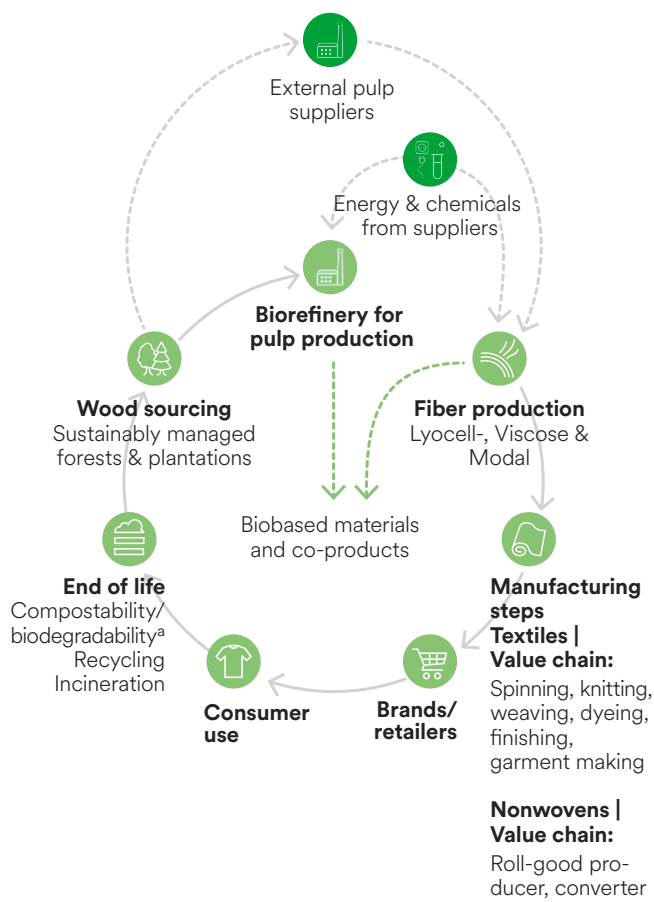 External pulp
suppliers
Energy & chemicals
from suppliers
Biorefinery for
pulp production
Wood sourcing
Sustainably managed
forests & plantations
Fiber production
Lyocell-, Viscose &
Modal
Biobased materials
and co-products
End of life
Compostability/
biodegradabilityª
Recycling
Incineration
Manufacturing
steps
Textiles |
Value chain:
Spinning, knitting,
weaving, dyeing,
finishing,
garment making
Consumer
use
Brands/
retailers
Nonwovens |
Value chain:
Roll-good pro-
ducer, converter